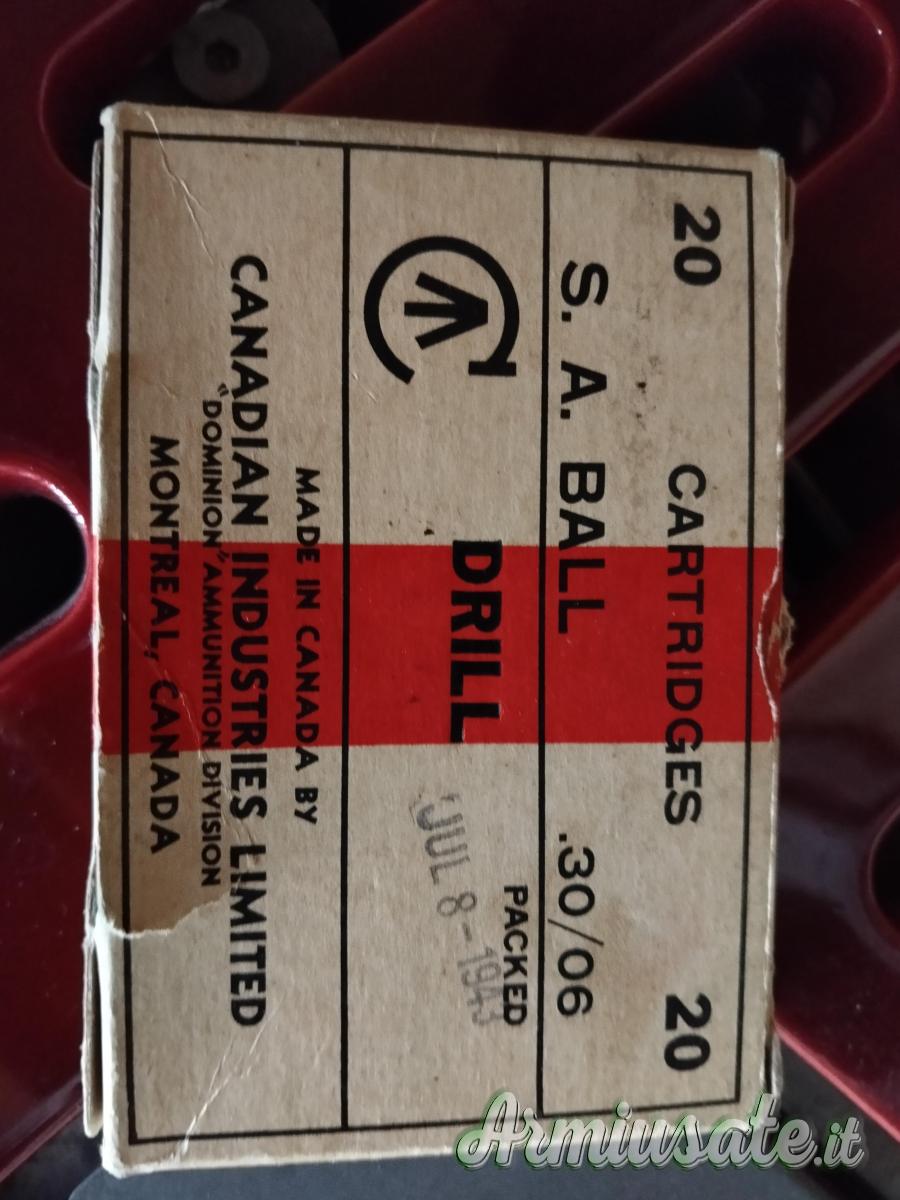 20 CARTRIDGES 20
S. A. BALL .30/06
PACKED
DRILL
JUL 8 - 1943
MADE IN CANADA BY
CANADIAN INDUSTRIES LIMITED
"DOMINION" AMMUNITION DIVISION
MONTREAL, CANADA
Armiusate.it